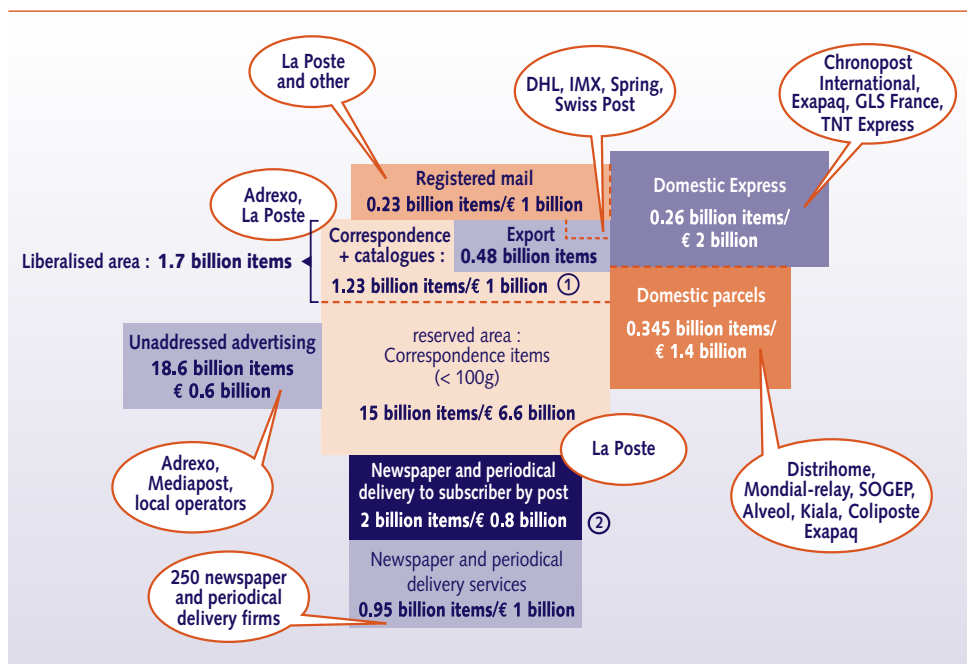 La Poste
and other
DHL, IMX, Spring,
Swiss Post
Chronopost
International,
Exapaq, GLS France,
TNT Express
Registered mail
0.23 billion items/€ 1 billion
Domestic Express
0.26 billion items/
€ 2 billion
Adrexo,
La Poste
Liberalised area : 1.7 billion items
Correspondence
+ catalogues :
1.23 billion items/€ 1 billion 1
Export
0.48 billion items
Domestic parcels
0.345 billion items/
€ 1.4 billion
Unaddressed advertising
18.6 billion items
€ 0.6 billion
reserved area :
Correspondence items
(< 100g)
15 billion items/€ 6.6 billion
La Poste
Adrexo,
Mediapost,
local operators
Newspaper and periodical
delivery to subscriber by post
2 billion items/€ 0.8 billion 2
Distrihome,
Mondial-relay, SOGEP,
Alveol, Kiala, Coliposte
Exapaq
Newspaper and periodical
delivery services
0.95 billion items/€ 1 billion
250 newspaper
and periodical
delivery firms